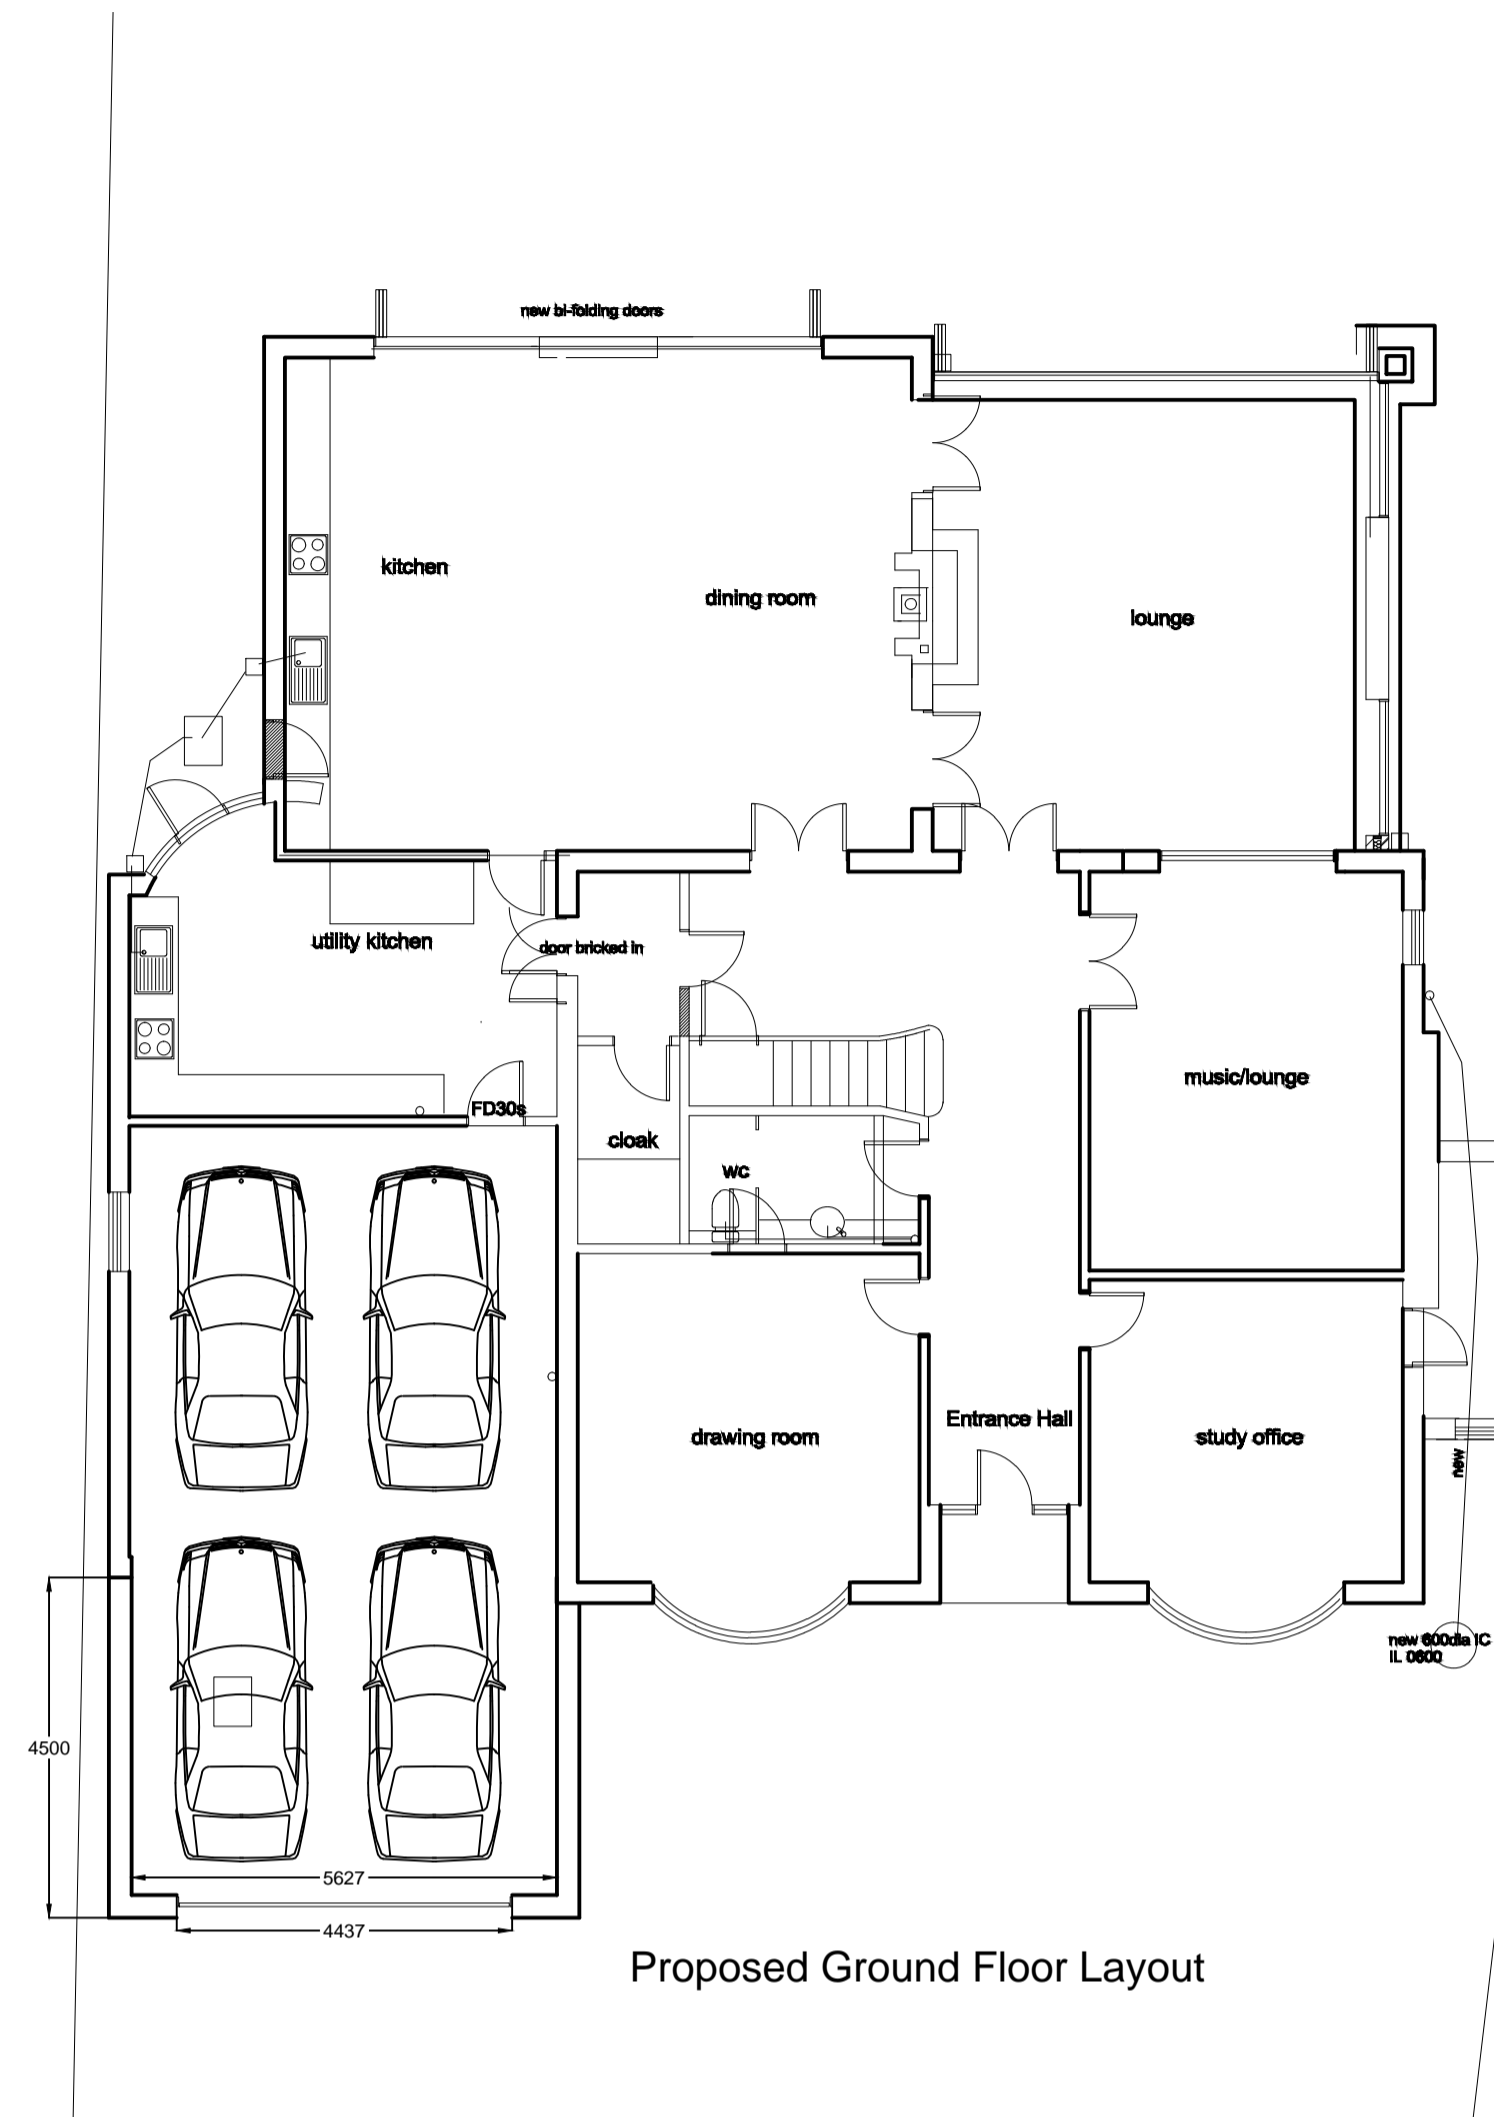 new bi-folding doors
kitchen
dining room
lounge
utility kitchen
door bricked in
music/lounge
FD30s
cloak
WC
Entrance Hall
drawing room
study office
new
new 600dia IC
IL 0600
4500
5627
4437
Proposed Ground Floor Layout